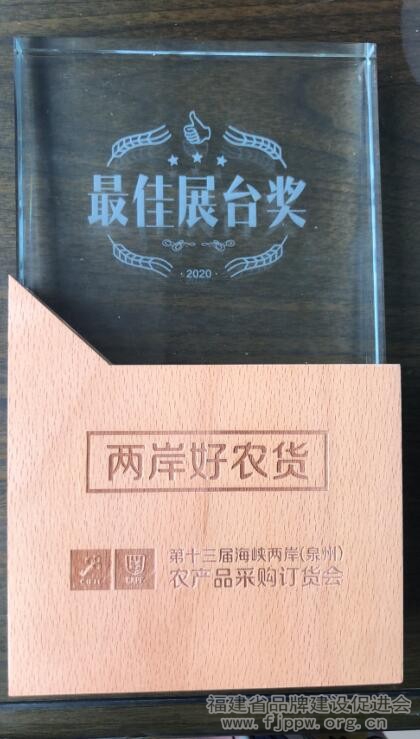 最佳展台奖
·2020·
两岸好农货
第十三届海峡两岸(泉州)
农产品采购订货会
福建省品牌建设促进会
www.fjppw.org.cn